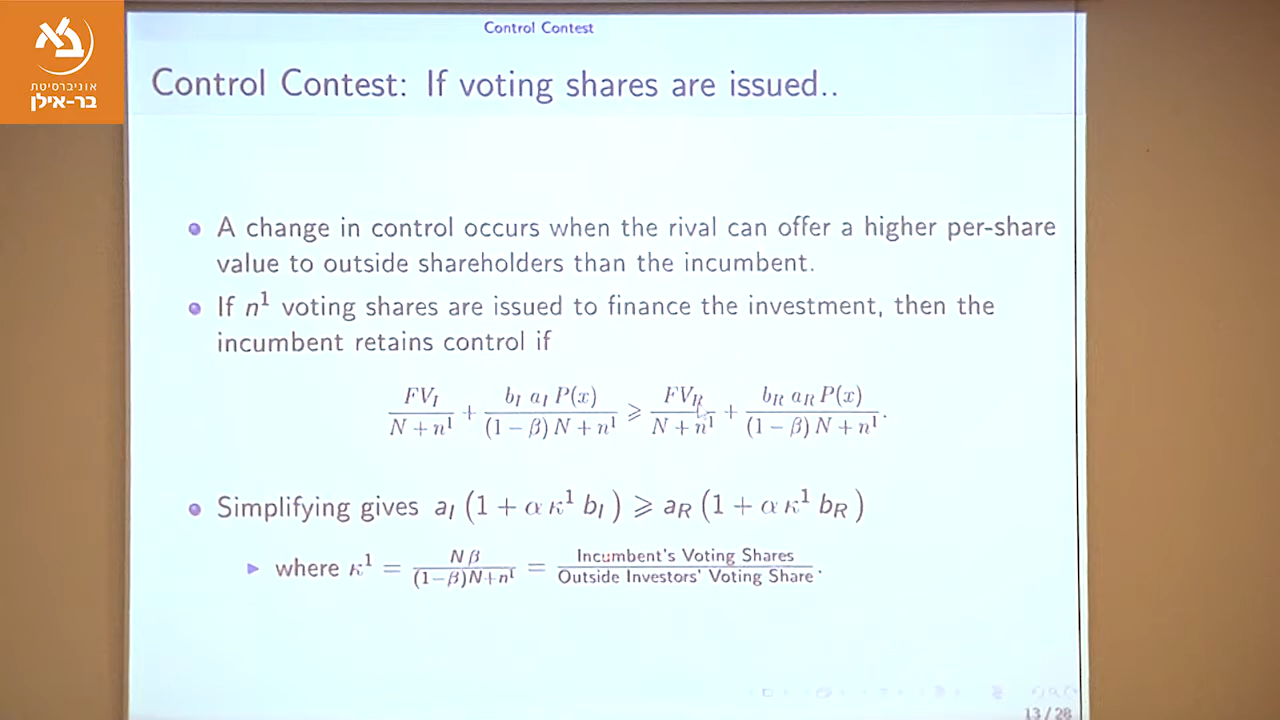 אוניברסיטת
בר-אילן
Control Contest
Control Contest: If voting shares are issued..
A change in control occurs when the rival can offer a higher per-share
value to outside shareholders than the incumbent.
If n¹ voting shares are issued to finance the investment, then the
incumbent retains control if
FV_I / (N + n¹) + b_I a_I P(x) / ((1 − β) N + n¹) ⩾ FV_R / (N + n¹) + b_R a_R P(x) / ((1 − β) N + n¹).
Simplifying gives a_I (1 + α κ¹ b_I) ⩾ a_R (1 + α κ¹ b_R)
where κ¹ = N β / ((1−β)N+n¹) = Incumbent's Voting Shares / Outside Investors' Voting Share.
13 / 28